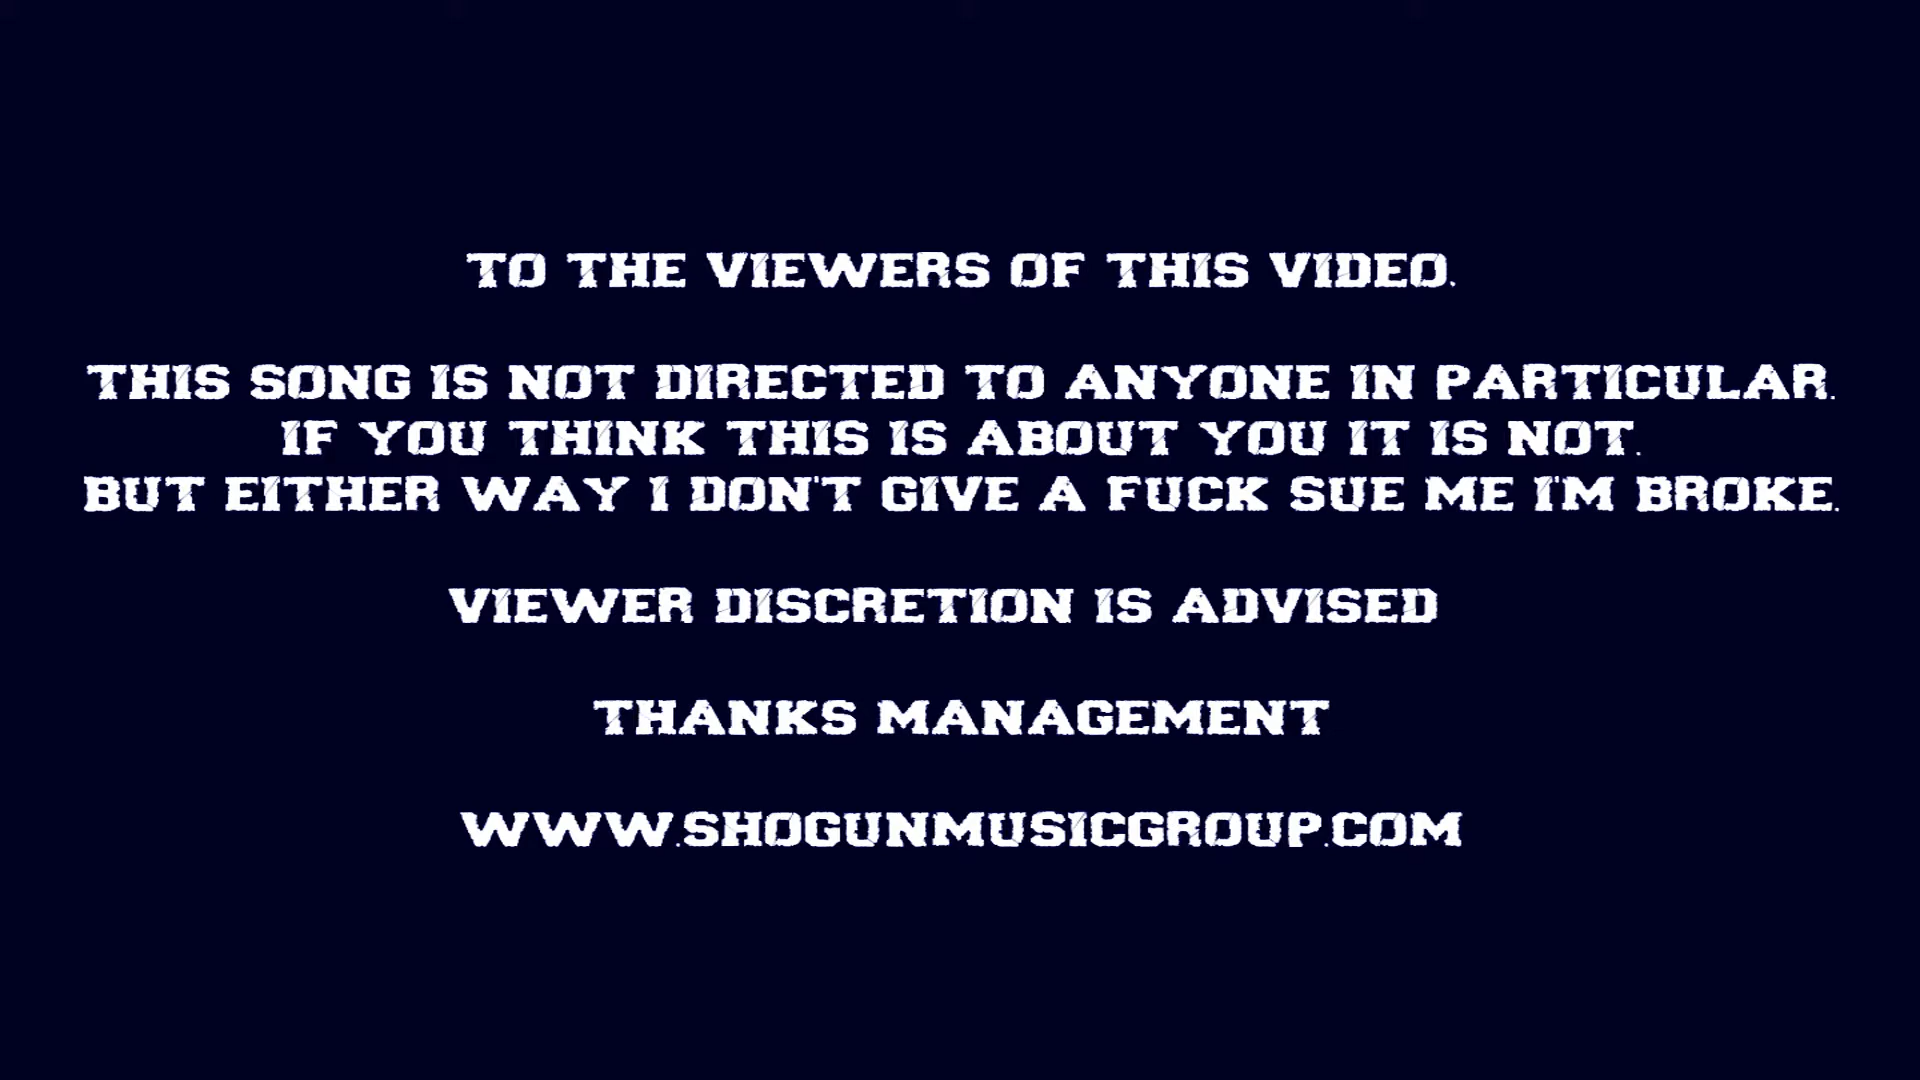 TO THE VIEWERS OF THIS VIDEO.
THIS SONG IS NOT DIRECTED TO ANYONE IN PARTICULAR.
IF YOU THINK THIS IS ABOUT YOU IT IS NOT.
BUT EITHER WAY I DON'T GIVE A FUCK SUE ME I'M BROKE.
VIEWER DISCRETION IS ADVISED
THANKS MANAGEMENT
WWW.SHOGUNMUSICGROUP.COM